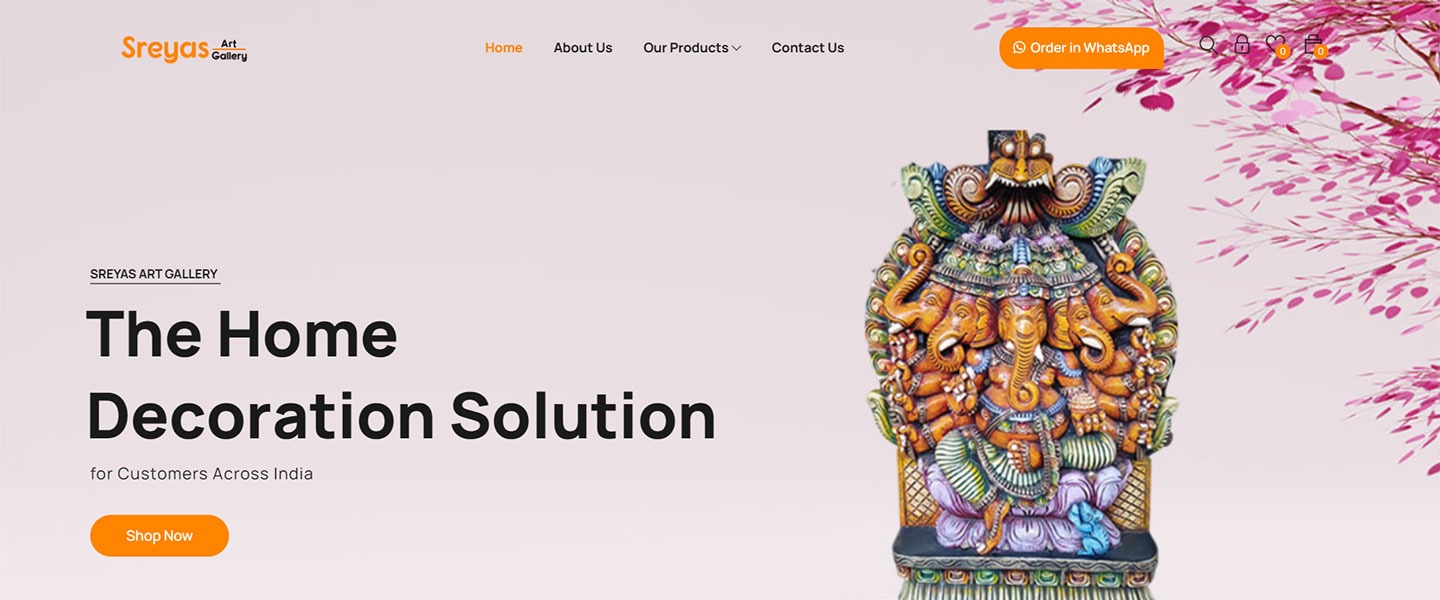 Sreyas Art Gallery
Home
About Us
Our Products
Contact Us
Order in WhatsApp
0
0
SREYAS ART GALLERY
The Home
Decoration Solution
for Customers Across India
Shop Now